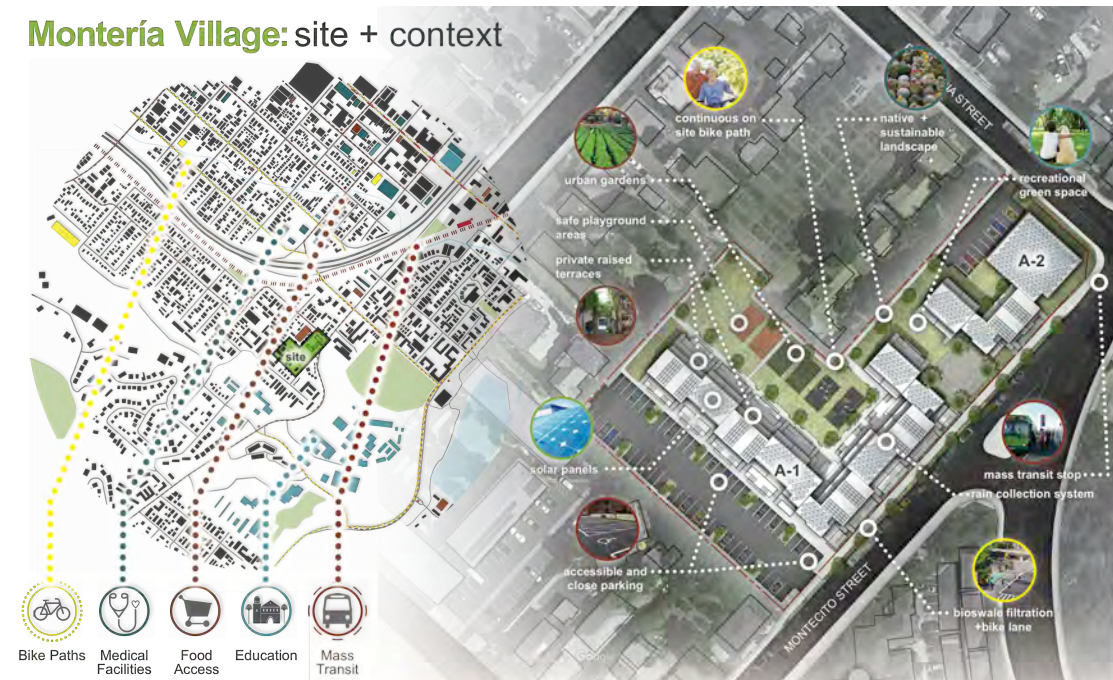 Montería Village: site + context
continuous on
site bike path
native +
sustainable
landscape
recreational
green space
urban gardens
safe playground
areas
private raised
terraces
site
A-2
A-1
solar panels
mass transit stop
rain collection system
accessible and
close parking
bioswale filtration
+bike lane
MONTECITO STREET
STREET
Bike Paths
Medical
Facilities
Food
Access
Education
Mass
Transit
Google